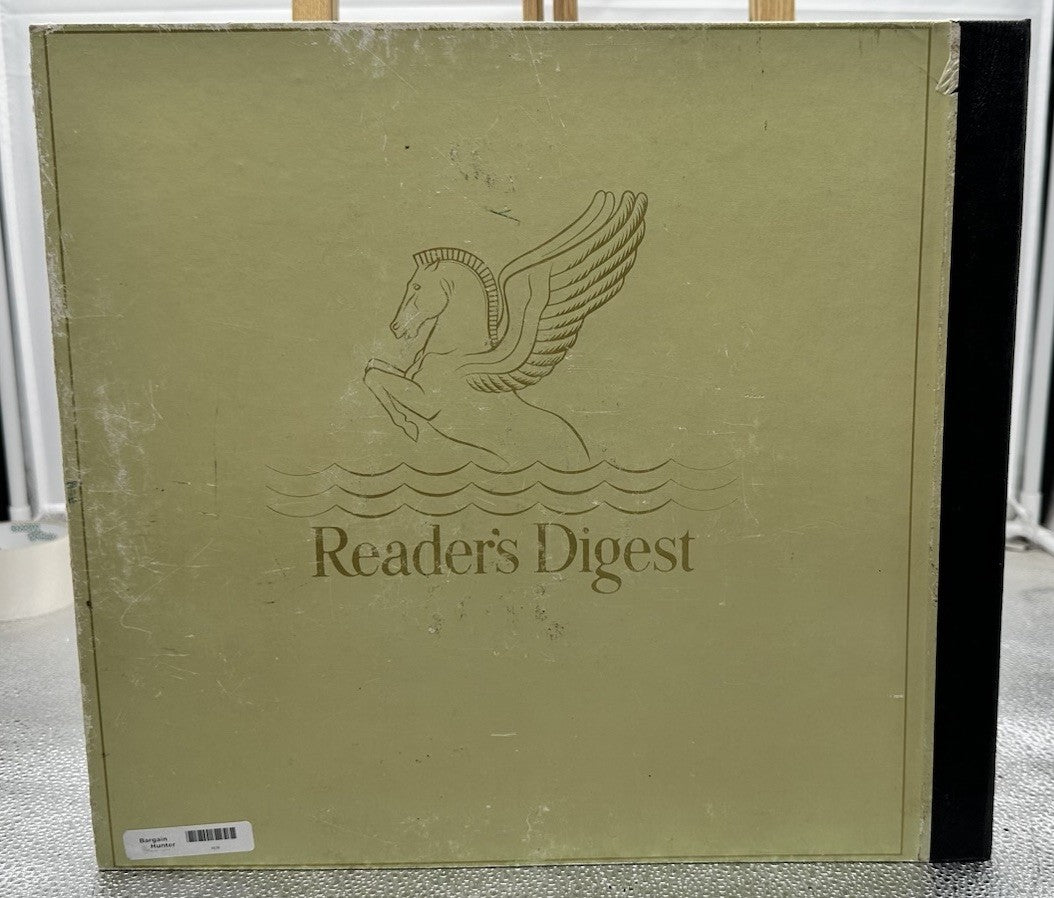 Reader's Digest
Bargain
Hunter